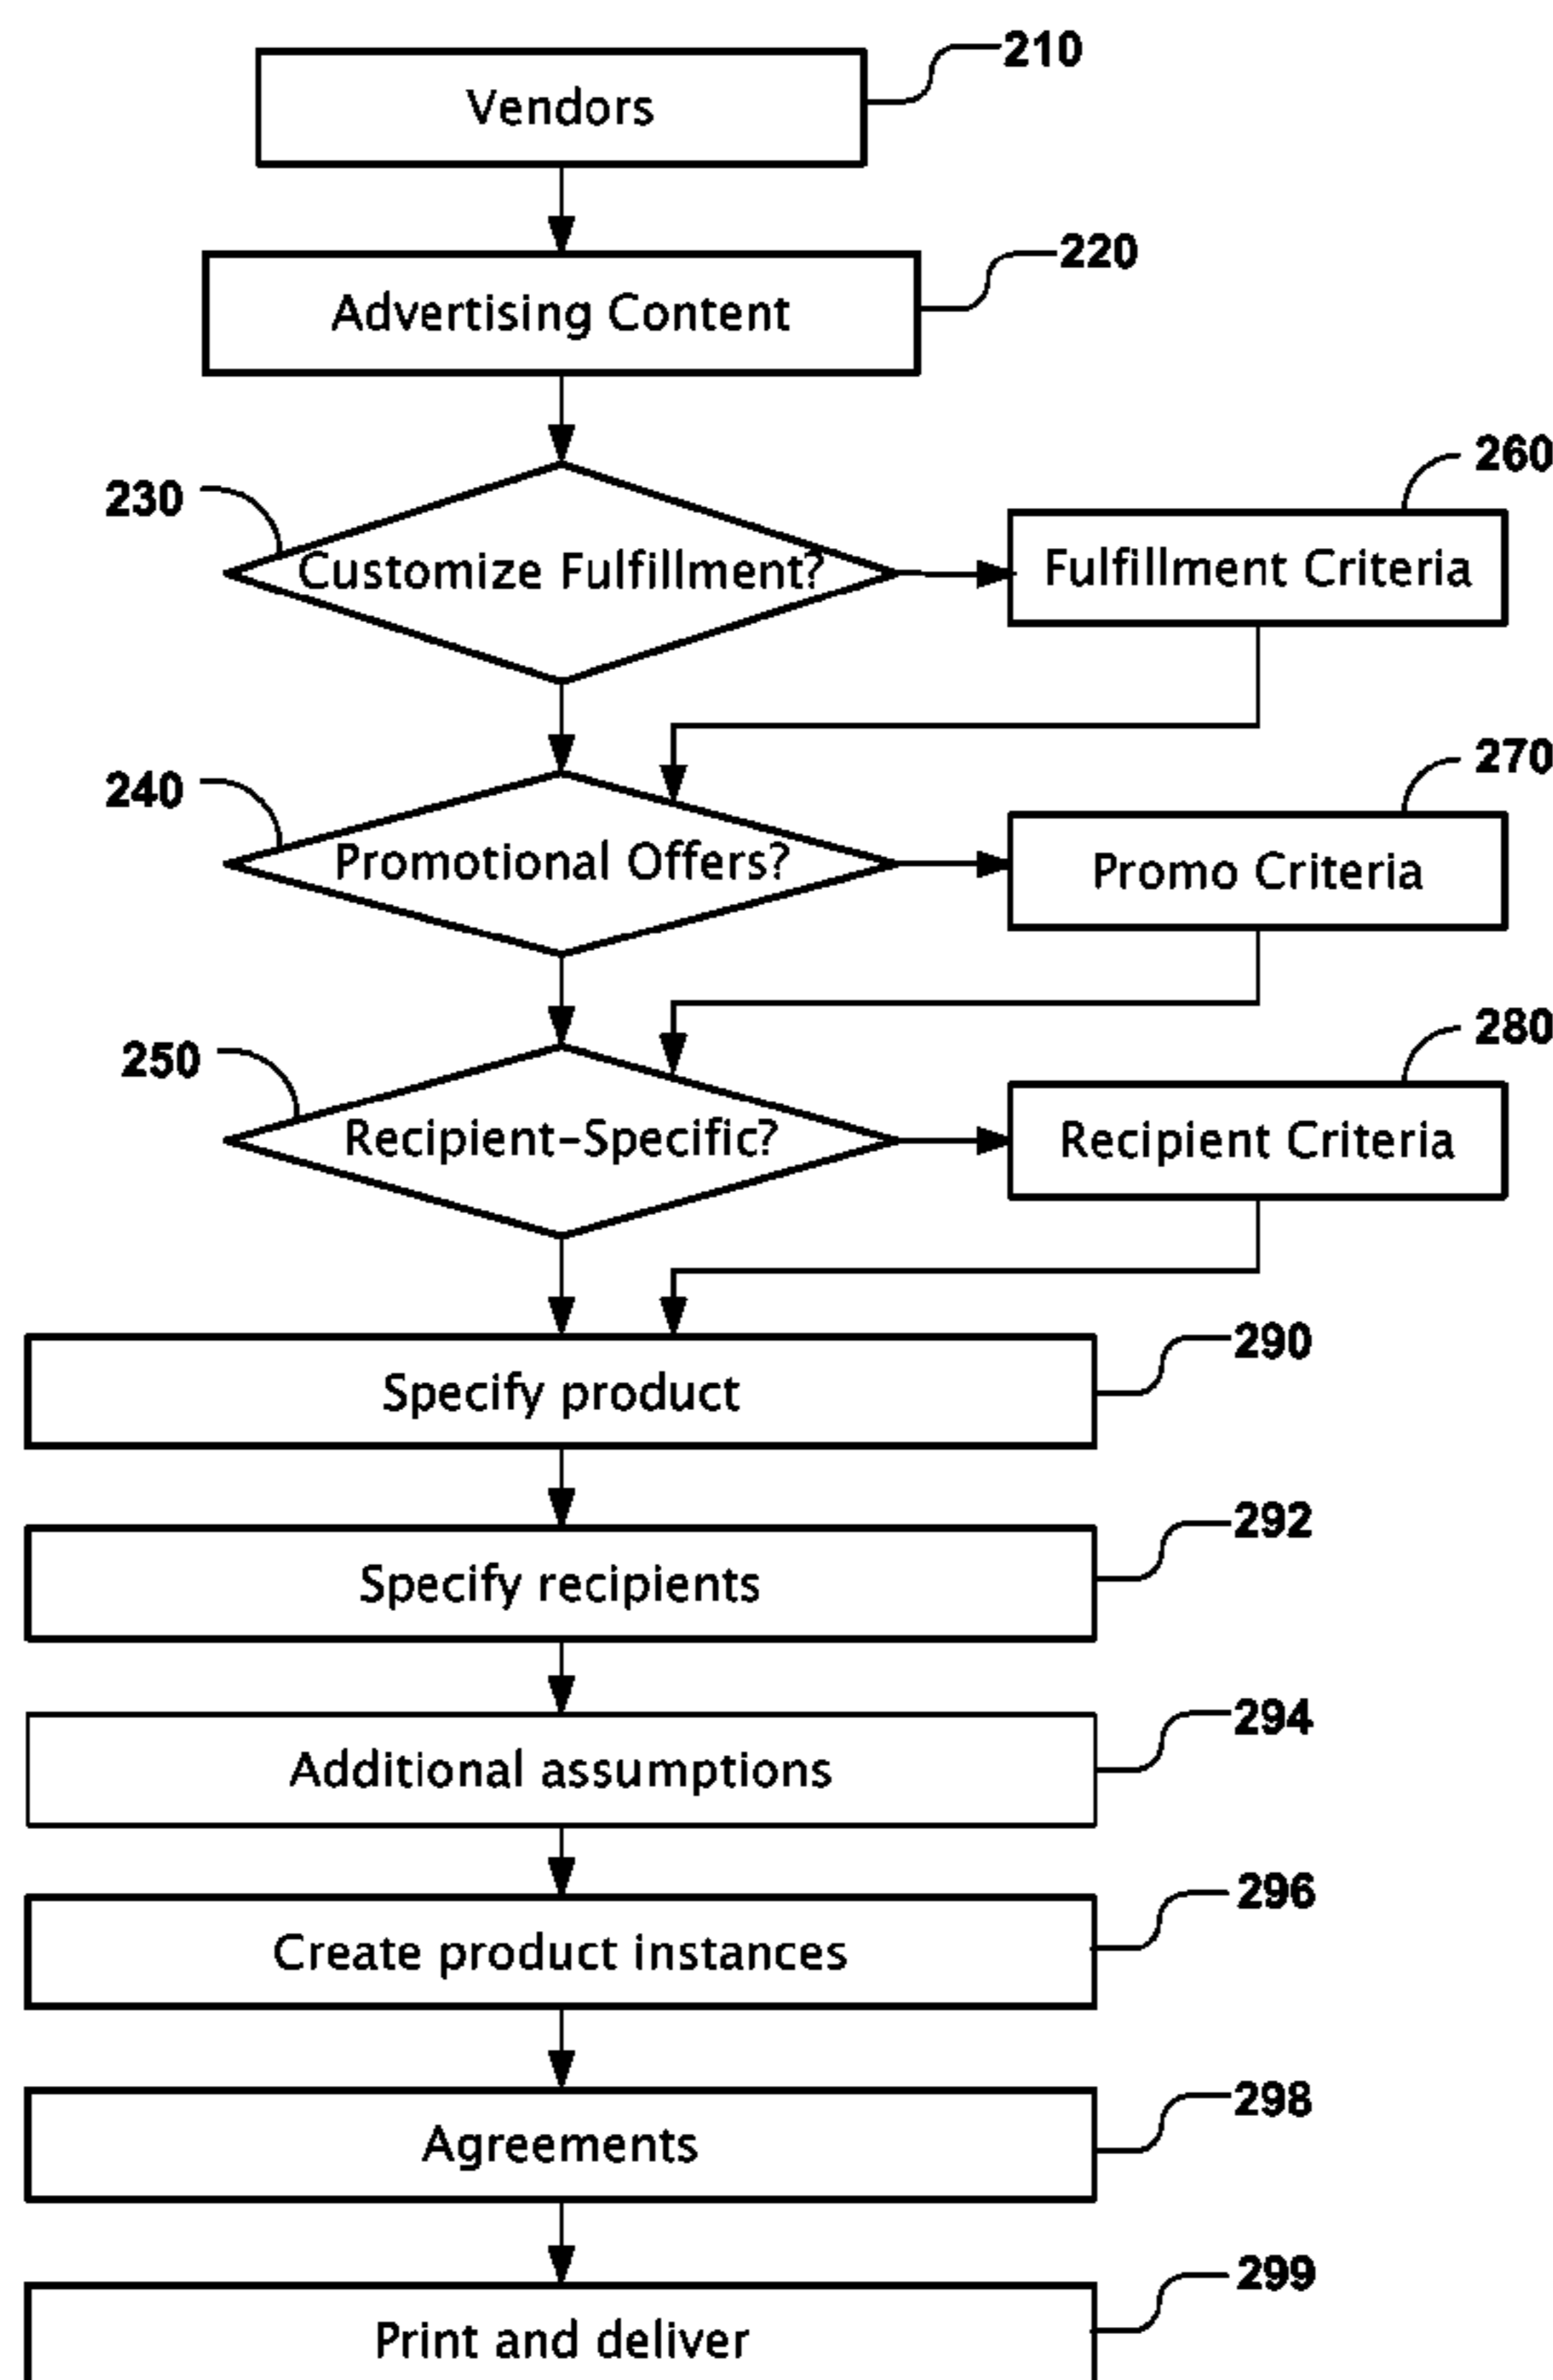 210
Vendors
220
Advertising Content
260
230
Customize Fulfillment?
Fulfillment Criteria
270
240
Promotional Offers?
Promo Criteria
280
250
Recipient-Specific?
Recipient Criteria
290
Specify product
292
Specify recipients
294
Additional assumptions
296
Create product instances
298
Agreements
299
Print and deliver